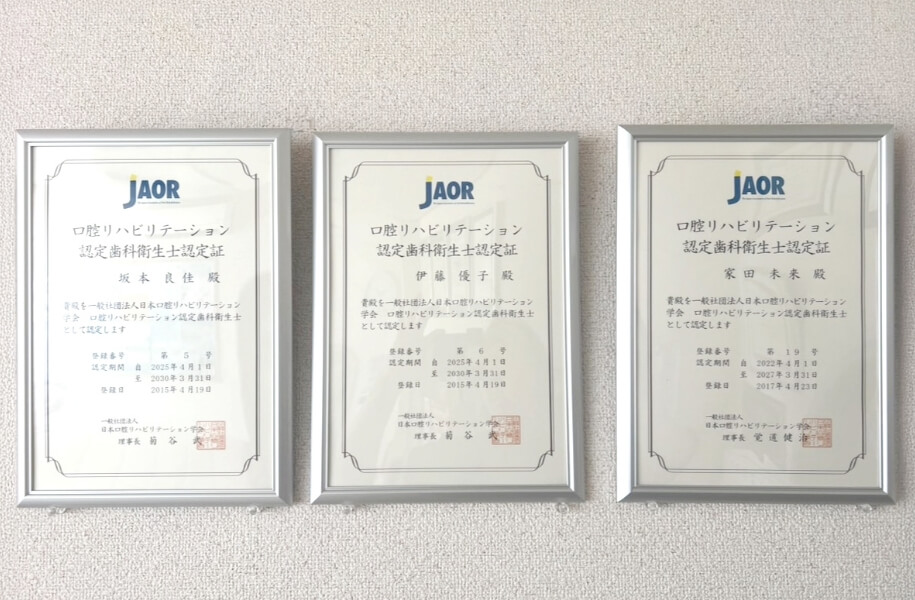 JAOR
口腔リハビリテーション
認定歯科衛生士認定証
坂本良佳 殿
貴殿を一般社団法人日本口腔リハビリテーション
学会 口腔リハビリテーション認定歯科衛生士
として認定します
登録番号 第 5 号
認定期間 自 2025年4月1日
至 2030年3月31日
登録日 2015年4月19日
一般社団法人
日本口腔リハビリテーション学会
理事長 菊谷 武
JAOR
口腔リハビリテーション
認定歯科衛生士認定証
伊藤優子 殿
貴殿を一般社団法人日本口腔リハビリテーション
学会 口腔リハビリテーション認定歯科衛生士
として認定します
登録番号 第 6 号
認定期間 自 2025年4月1日
至 2030年3月31日
登録日 2015年4月19日
一般社団法人
日本口腔リハビリテーション学会
理事長 菊谷 武
JAOR
口腔リハビリテーション
認定歯科衛生士認定証
家田未来 殿
貴殿を一般社団法人日本口腔リハビリテーション
学会 口腔リハビリテーション認定歯科衛生士
として認定します
登録番号 第 19 号
認定期間 自 2022年4月1日
至 2027年3月31日
登録日 2017年4月23日
一般社団法人
日本口腔リハビリテーション学会
理事長 覚道健治